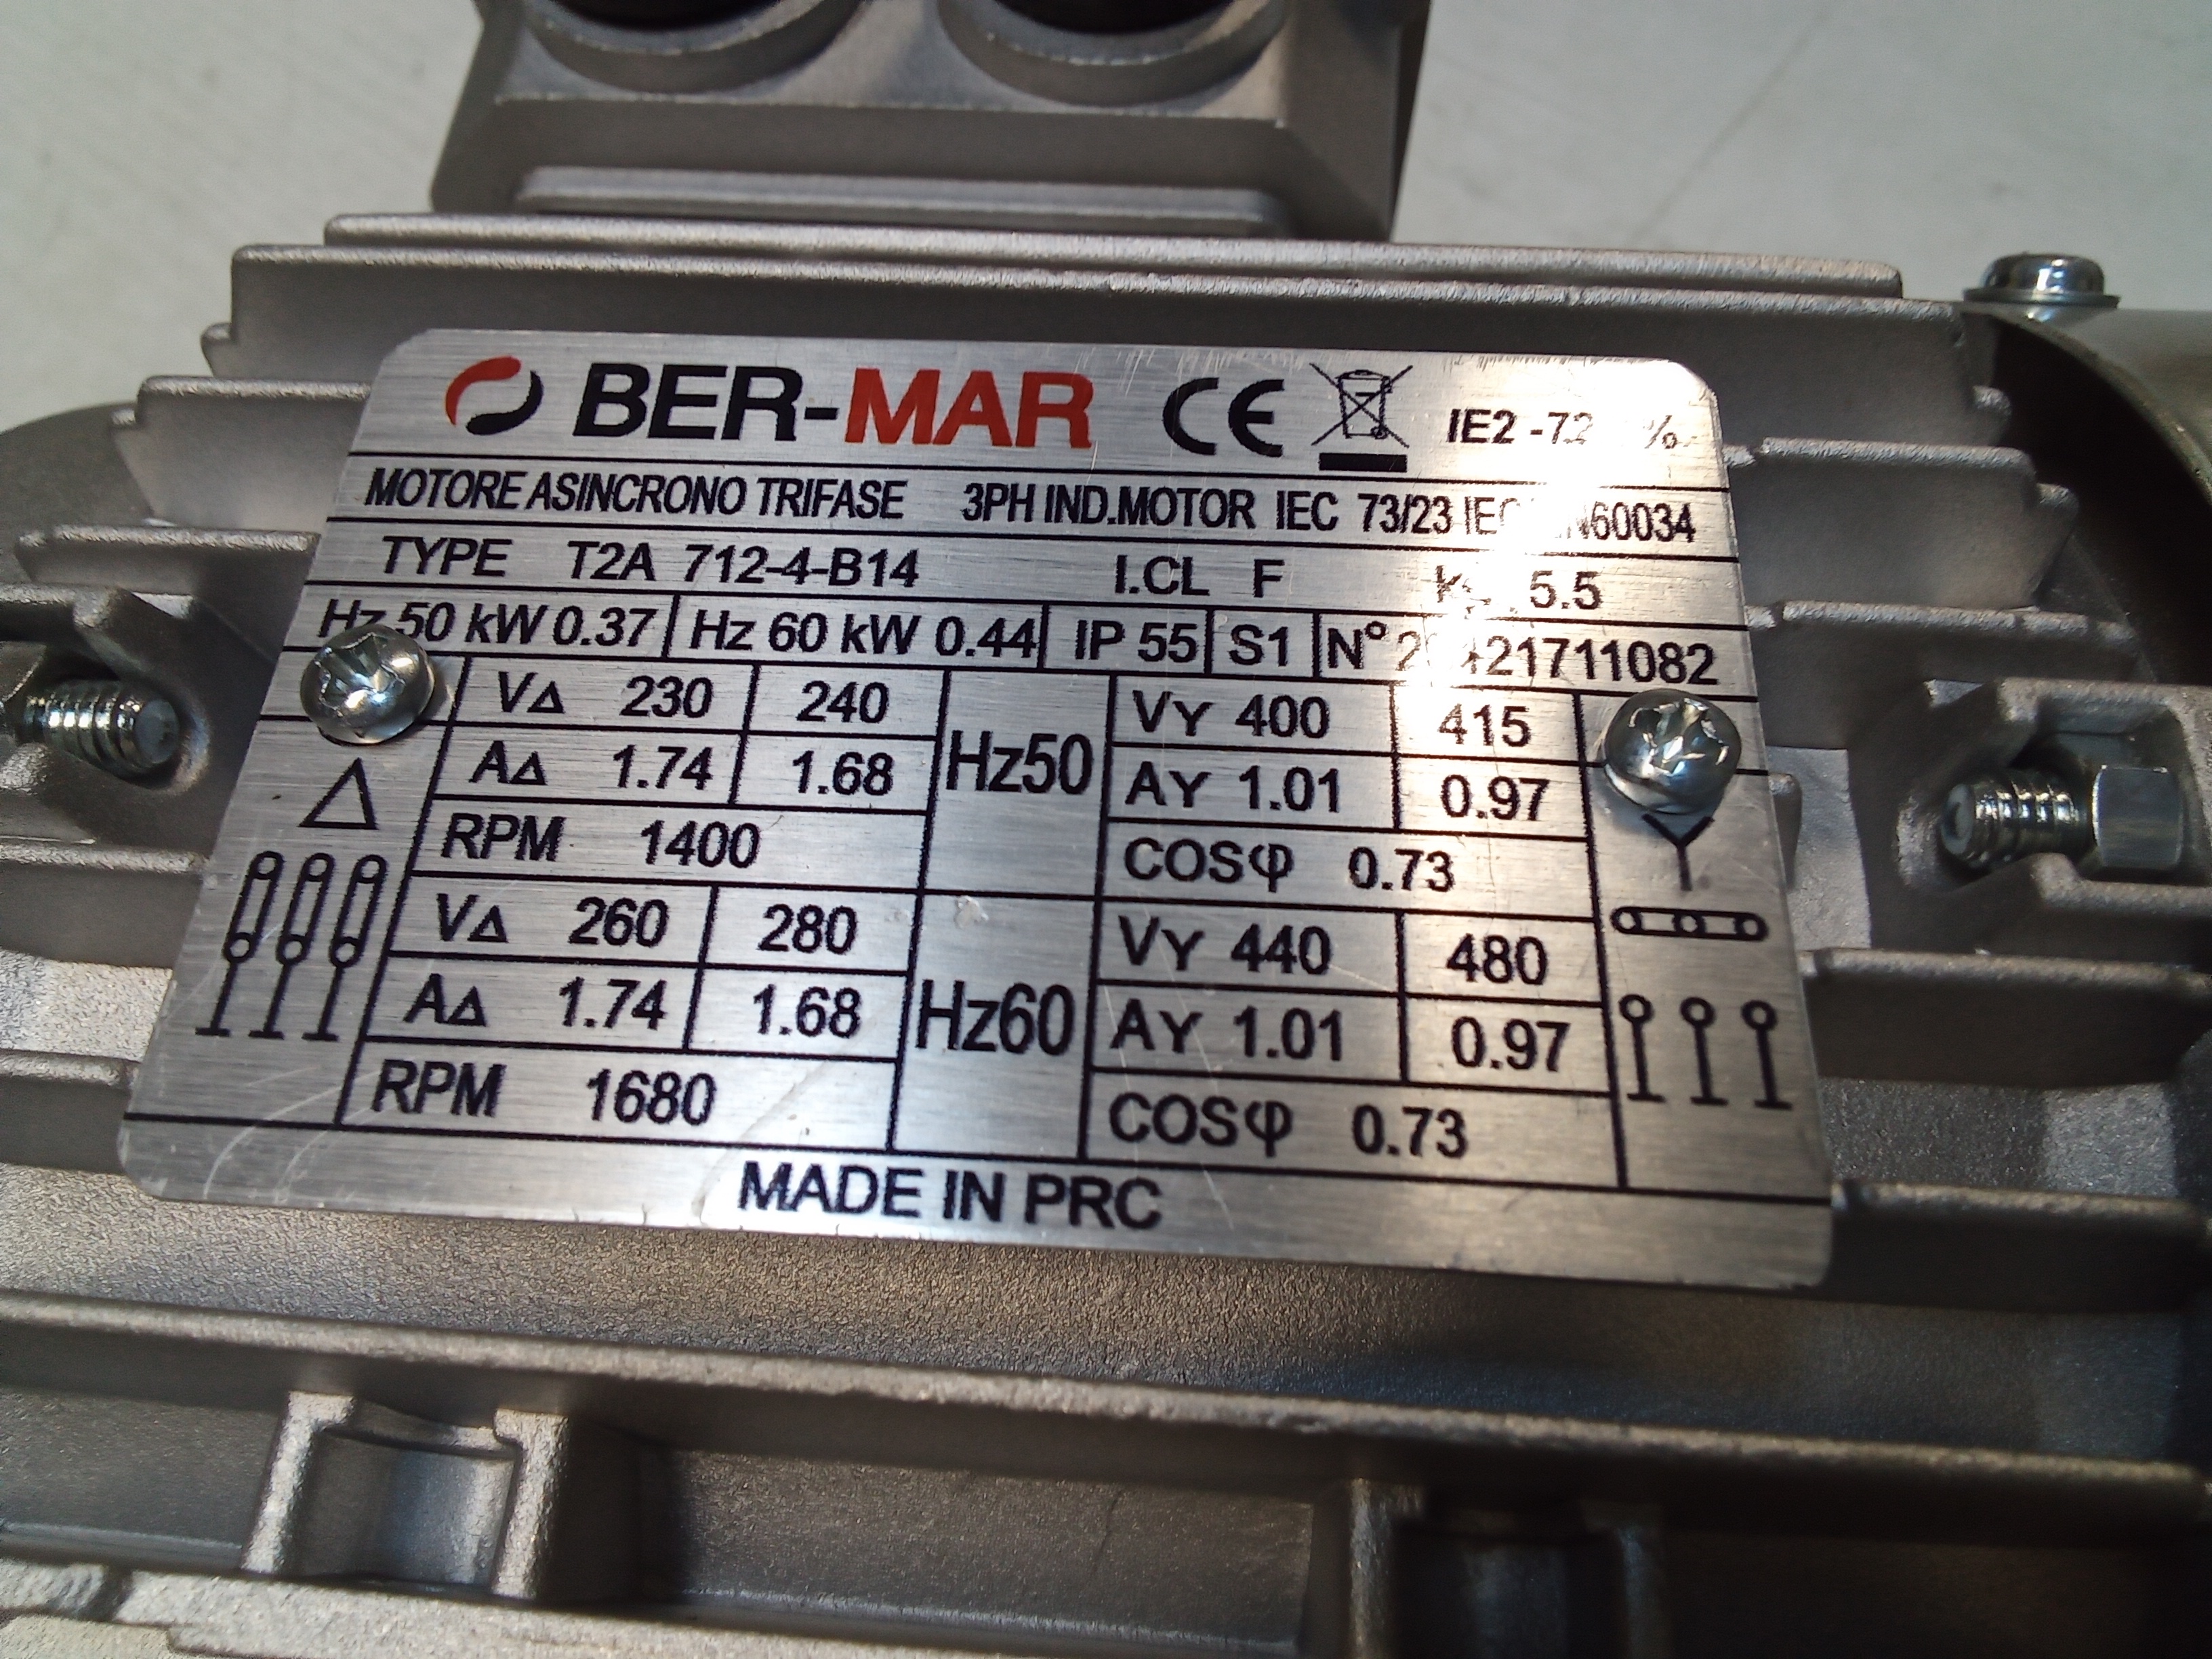 BER-MAR CE IE2 %
MOTORE ASINCRONO TRIFASE 3PH IND.MOTOR IEC 73/23
TYPE T2A 712-4-B14 I.CL F 5.5
Hz 50 kW 0.37 Hz 60 kW 0.44 IP 55 S1 N°
VΔ 230 240 Hz50 VY 400 415
AΔ 1.74 1.68 AY 1.01 0.97
Δ RPM 1400 COSφ 0.73 Y
VΔ 260 280 Hz60 VY 440 480
AΔ 1.74 1.68 AY 1.01 0.97
RPM 1680 COSφ 0.73
MADE IN PRC